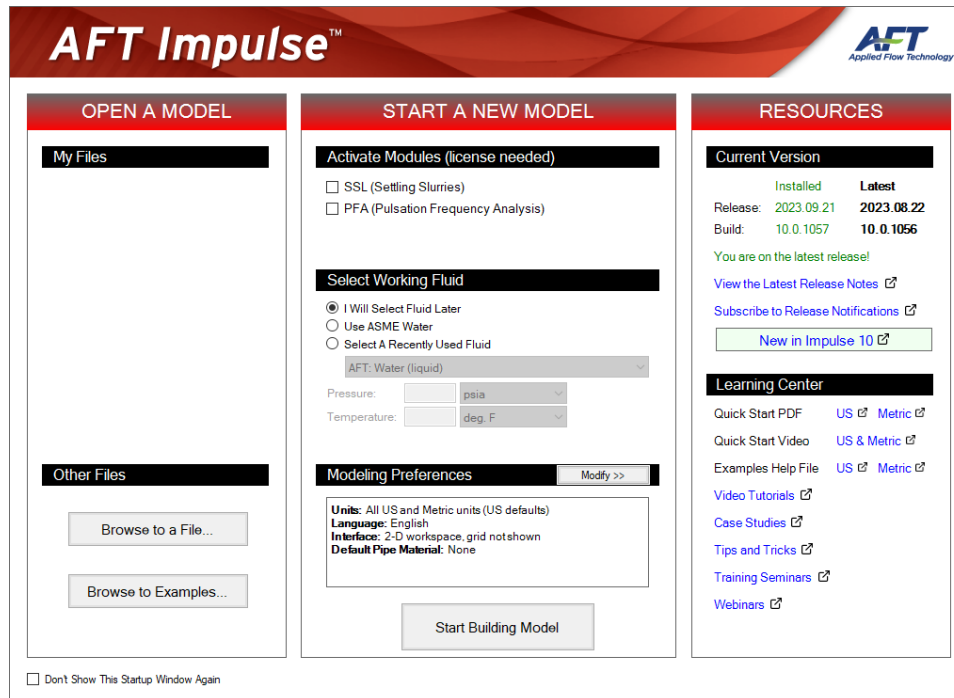 AFT Impulse™
AFT
Applied Flow Technology
OPEN A MODEL
My Files
Other Files
Browse to a File...
Browse to Examples...
START A NEW MODEL
Activate Modules (license needed)
SSL (Settling Slurries)
PFA (Pulsation Frequency Analysis)
Select Working Fluid
I Will Select Fluid Later
Use ASME Water
Select A Recently Used Fluid
AFT: Water (liquid)
Pressure: psia
Temperature: deg. F
Modeling Preferences Modify >>
Units: All US and Metric units (US defaults)
Language: English
Interface: 2-D workspace, grid not shown
Default Pipe Material: None
Start Building Model
RESOURCES
Current Version
Installed Latest
Release: 2023.09.21 2023.08.22
Build: 10.0.1057 10.0.1056
You are on the latest release!
View the Latest Release Notes
Subscribe to Release Notifications
New in Impulse 10
Learning Center
Quick Start PDF US Metric
Quick Start Video US & Metric
Examples Help File US Metric
Video Tutorials
Case Studies
Tips and Tricks
Training Seminars
Webinars
Don't Show This Startup Window Again